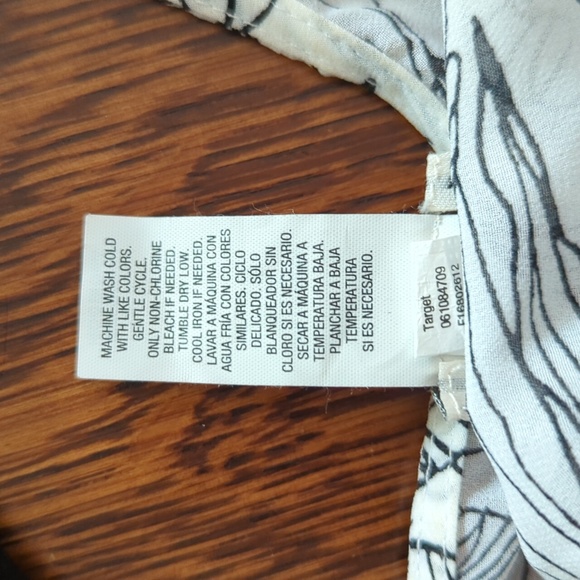 MACHINE WASH COLD
WITH LIKE COLORS.
GENTLE CYCLE.
ONLY NON-CHLORINE
BLEACH IF NEEDED.
TUMBLE DRY LOW.
COOL IRON IF NEEDED.
LAVAR A MÁQUINA CON
AGUA FRÍA CON COLORES
SIMILARES. CICLO
DELICADO. SÓLO
BLANQUEADOR SIN
CLORO SI ES NECESARIO.
SECAR A MÁQUINA A
TEMPERATURA BAJA.
PLANCHAR A BAJA
TEMPERATURA
SI ES NECESARIO.
Target
061084709